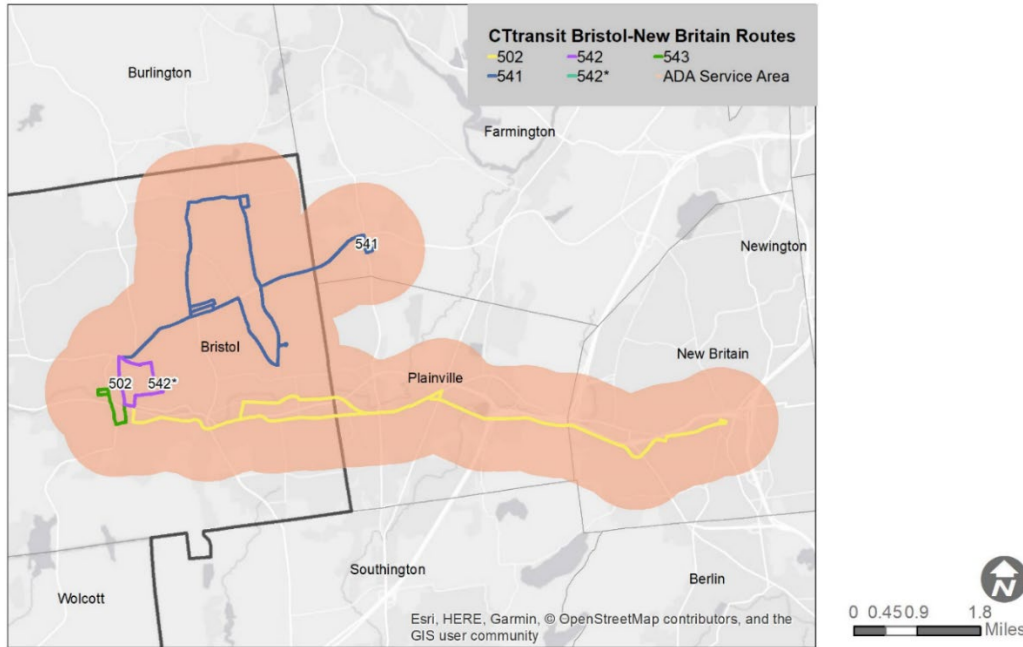 CTtransit Bristol-New Britain Routes
502 542 543
541 542* ADA Service Area
Burlington
Farmington
541
Newington
Bristol
New Britain
Plainville
502 542*
Southington
Berlin
Wolcott
Esri, HERE, Garmin, © OpenStreetMap contributors, and the
GIS user community
N
0 0.45 0.9 1.8
Miles